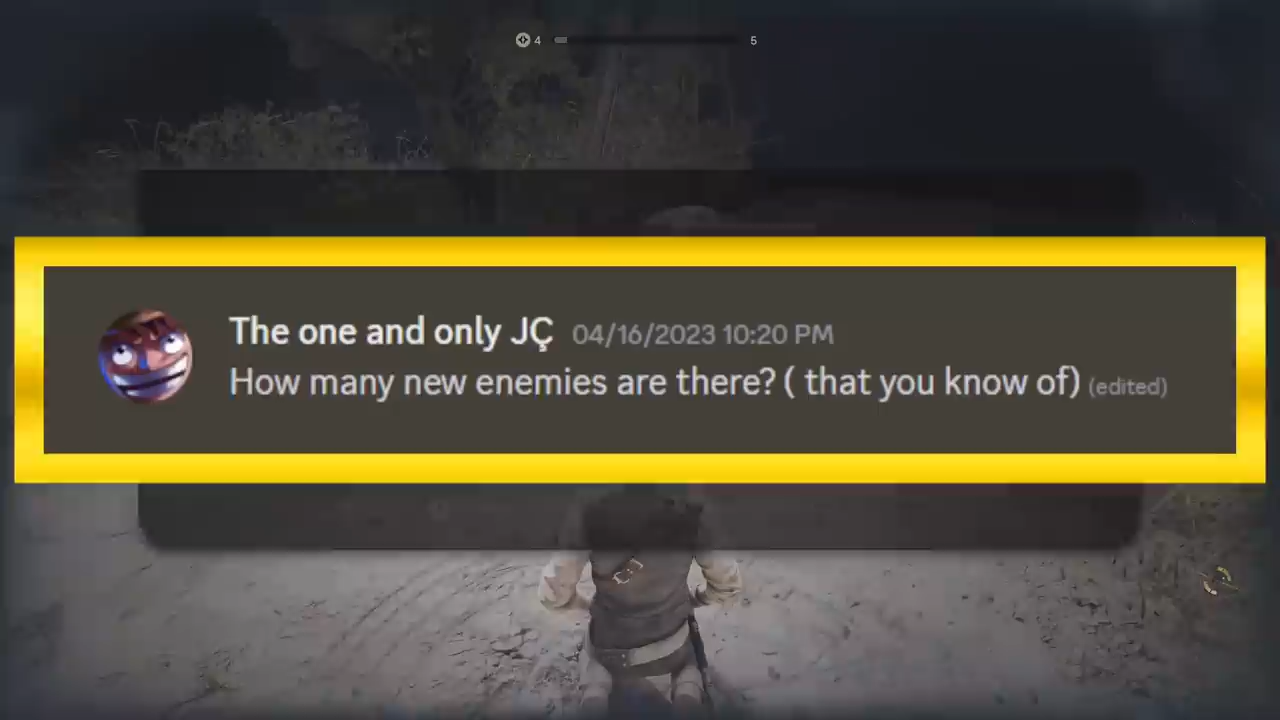 4 5
The one and only JÇ 04/16/2023 10:20 PM
How many new enemies are there? ( that you know of) (edited)